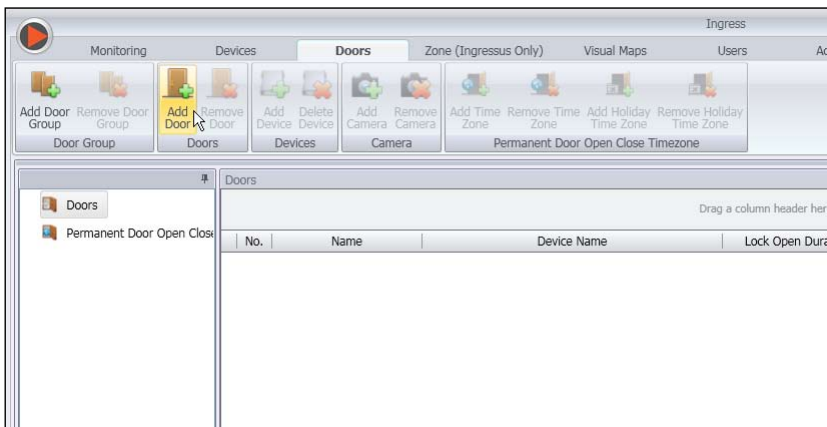 Ingress
Monitoring Devices Doors Zone (Ingressus Only) Visual Maps Users
Add Door Remove Door Add Remove Add Delete Add Remove Add Time Remove Time Add Holiday Remove Holiday
Group Group Door Door Device Device Camera Camera Zone Zone Time Zone Time Zone
Door Group Doors Devices Camera Permanent Door Open Close Timezone
Doors
Doors
Drag a column header her
Permanent Door Open Close
No. Name Device Name Lock Open Dura